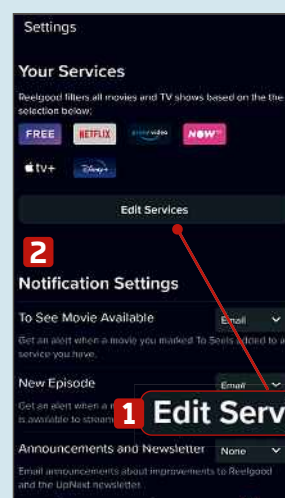 Settings
Your Services
Reelgood filters all movies and TV shows based on the the
selection below:
FREE NETFLIX prime video NOW
tv+ Disney+
Edit Services
2
Notification Settings
To See Movie Available Email
Get an alert when a movie you marked To See is added to a
service you have.
New Episode Email
Get an alert when a
is available to stream
1 Edit Serv
Announcements and Newsletter None
Email announcements about improvements to Reelgood
and the UpNext newsletter.